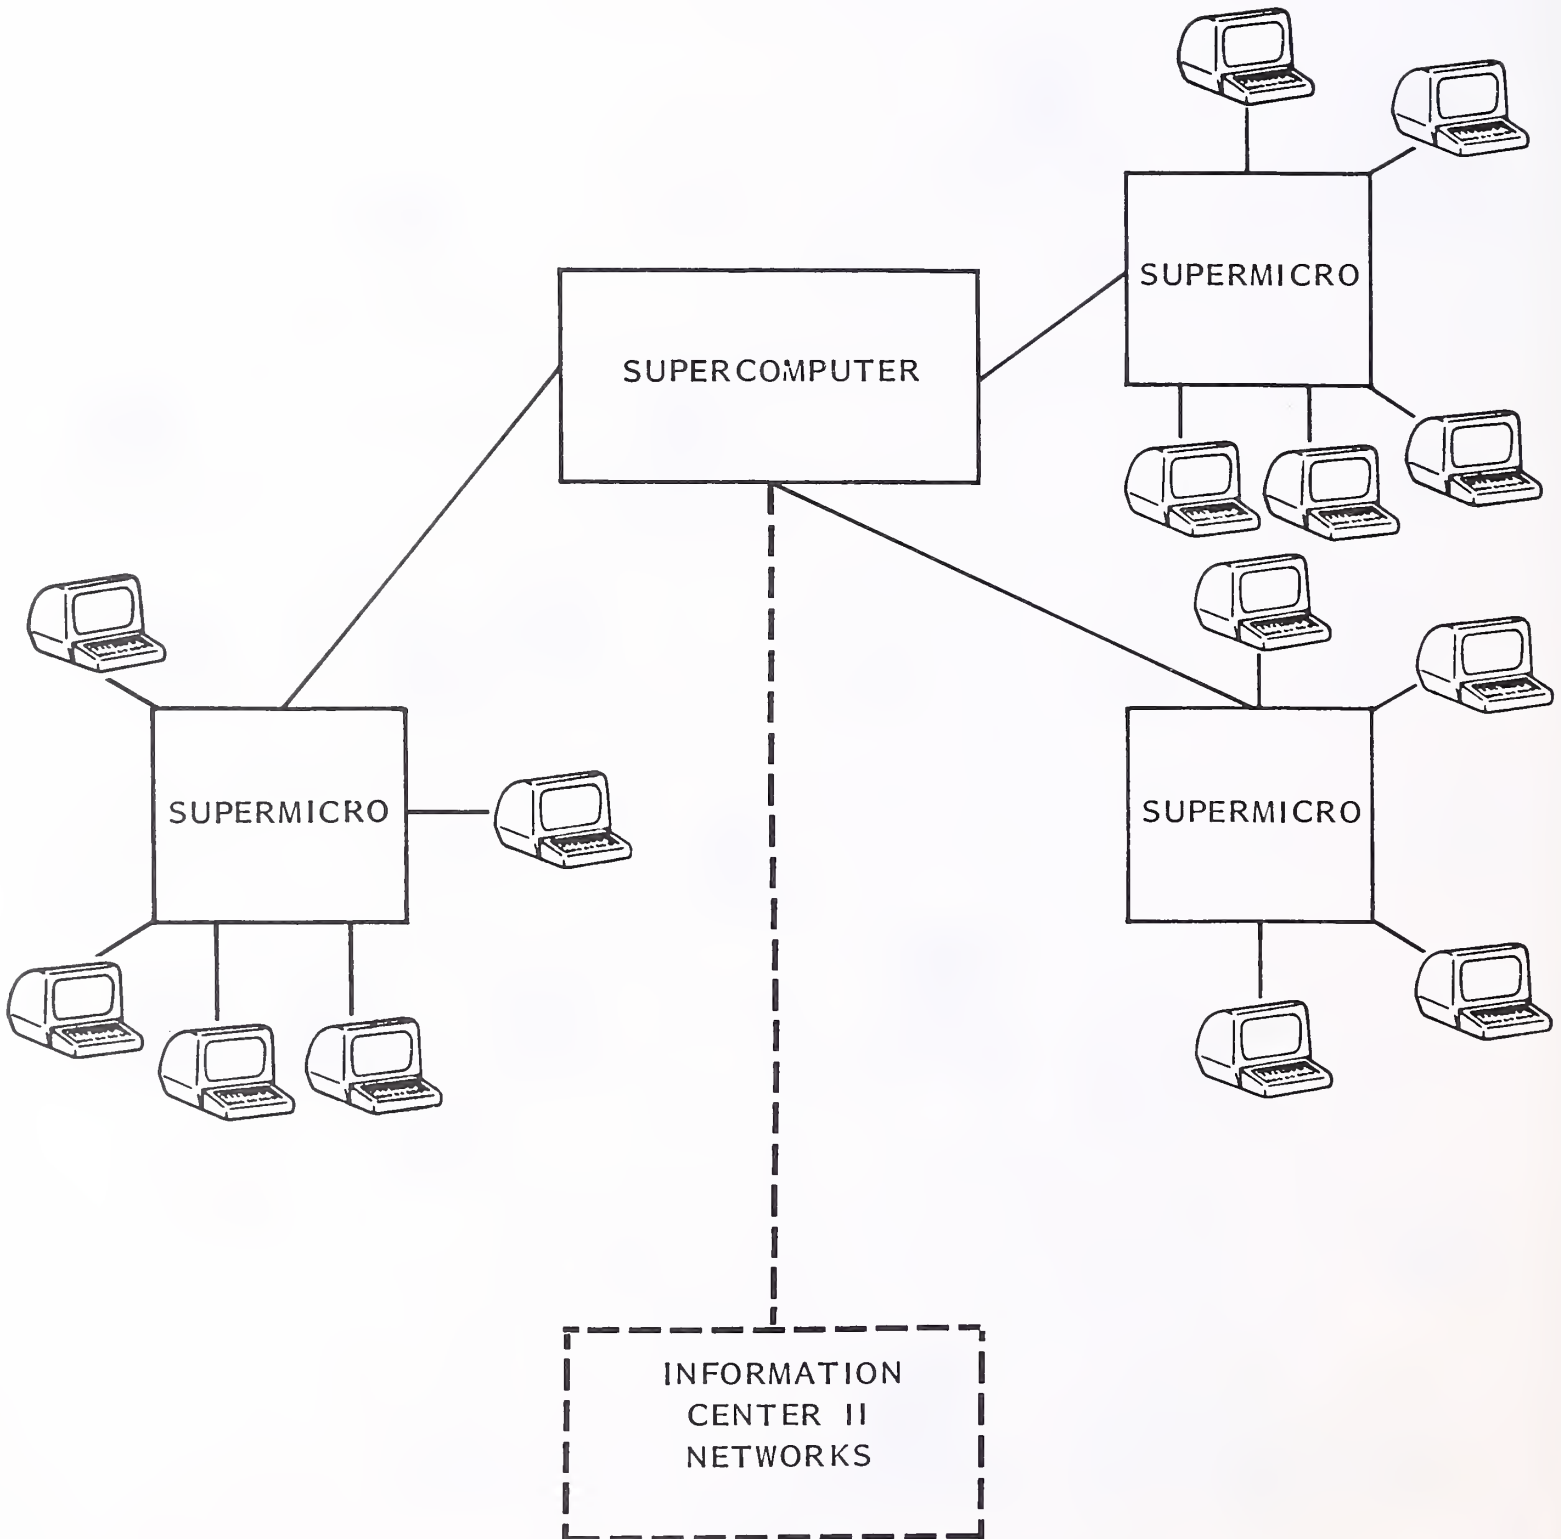 SUPERMICRO
SUPERCOMPUTER
SUPERMICRO
SUPERMICRO
INFORMATION
CENTER II
NETWORKS